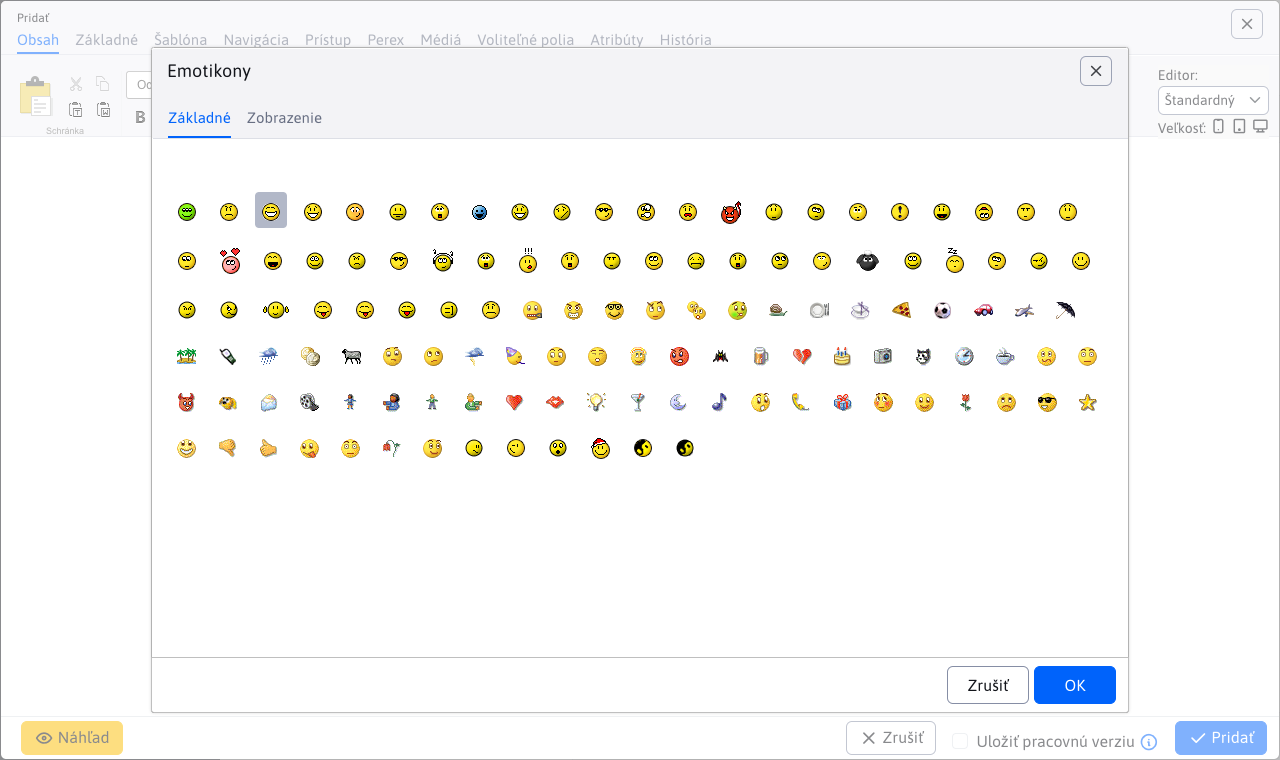 Pridať
Obsah Základné Šablóna Navigácia Prístup Perex Médiá Voliteľné polia Atribúty História
Emotikony
Editor:
Štandardný
Veľkosť:
B
Schránka
Základné Zobrazenie
Zrušiť OK
Náhľad
Zrušiť Uložiť pracovnú verziu Pridať